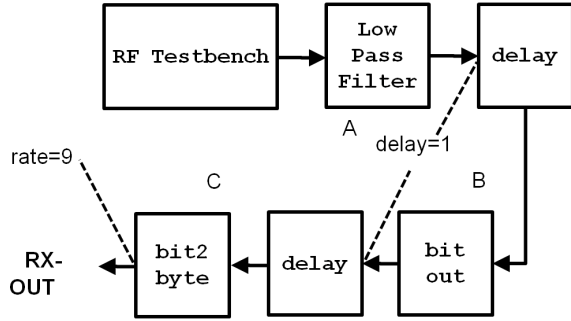 RF Testbench
Low
Pass
Filter
delay
A
delay=1
rate=9
C
B
RX-
OUT
bit2
byte
delay
bit
out